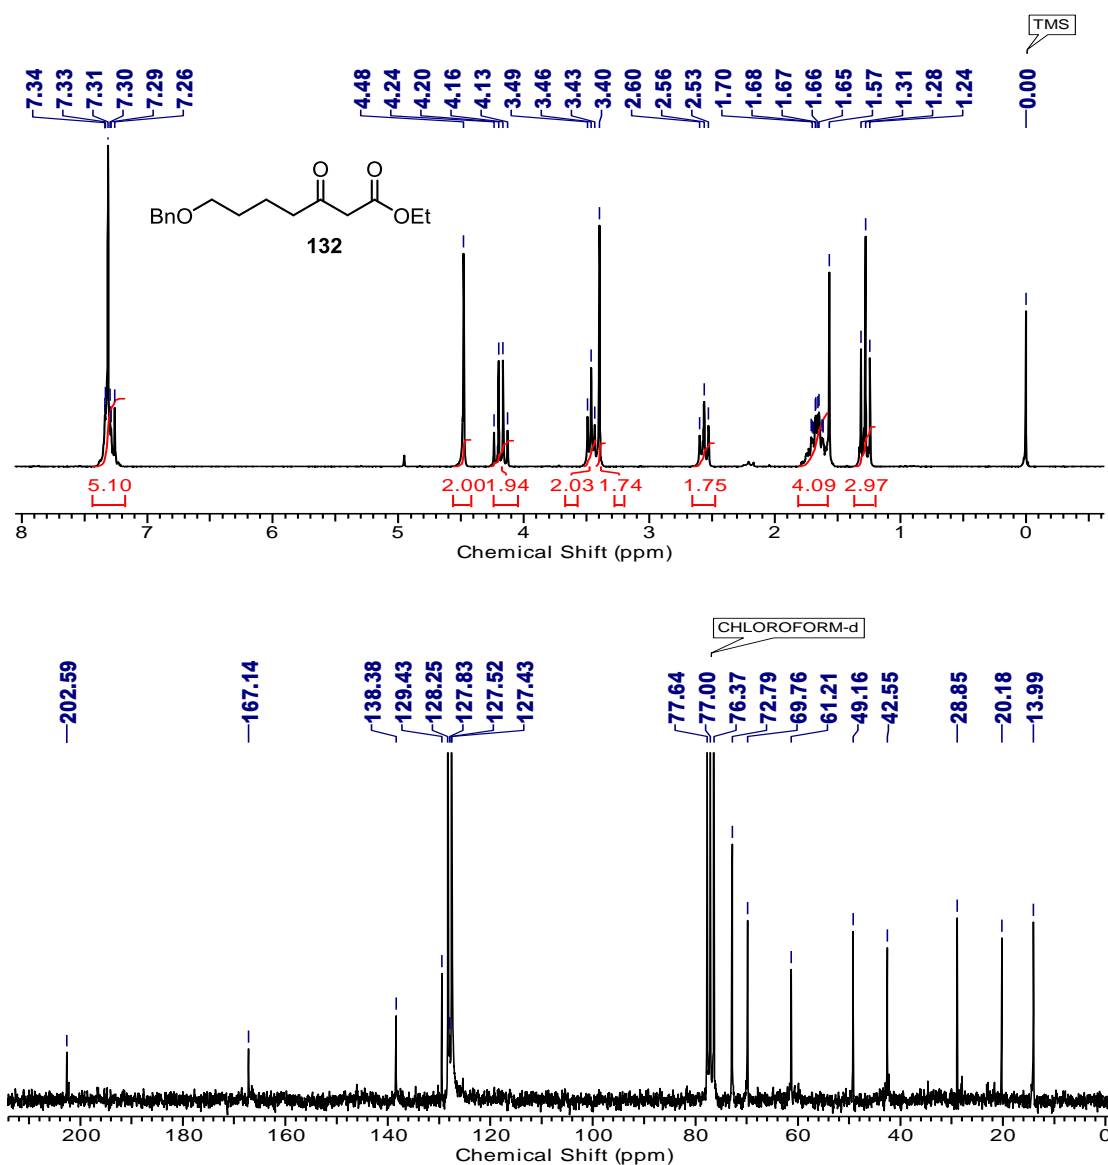 TMS
7.34 7.33 7.31 7.30 7.29 7.26 4.48 4.24 4.20 4.16 4.13 3.49 3.46 3.43 3.40 2.60 2.56 2.53 1.70 1.68 1.67 1.66 1.65 1.57 1.31 1.28 1.24 0.00
O O
BnO OEt
132
5.10 2.00 1.94 2.03 1.74 1.75 4.09 2.97
8 7 6 5 4 3 2 1 0
Chemical Shift (ppm)
CHLOROFORM-d
202.59 167.14 138.38 129.43 128.25 127.83 127.52 127.43 77.64 77.00 76.37 72.79 69.76 61.21 49.16 42.55 28.85 20.18 13.99
200 180 160 140 120 100 80 60 40 20 0
Chemical Shift (ppm)